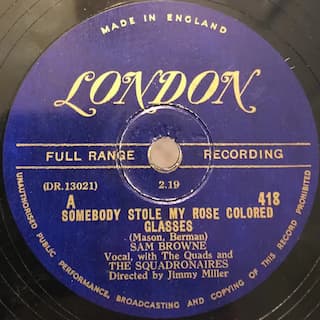 MADE IN ENGLAND
LONDON
FULL RANGE RECORDING
(DR.13021) 2.19
A 418
SOMEBODY STOLE MY ROSE COLORED
GLASSES
(Mason, Berman)
SAM BROWNE
Vocal, with The Quads and
THE SQUADRONAIRES
Directed by Jimmy Miller
UNAUTHORISED PUBLIC PERFORMANCE, BROADCASTING AND COPYING OF THIS RECORD PROHIBITED